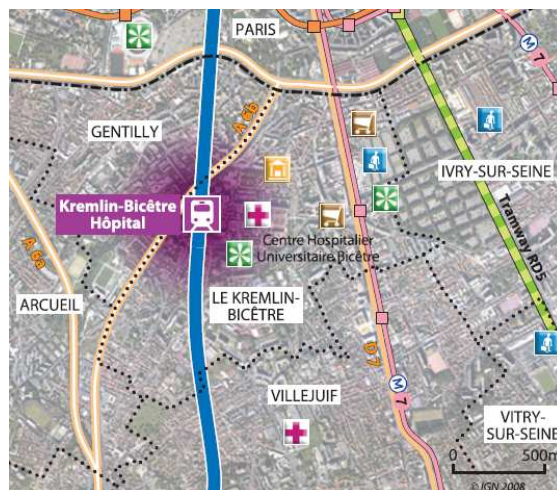 PARIS
M
7
GENTILLY
A 6b
IVRY-SUR-SEINE
Kremlin-Bicêtre
Hôpital
Tramway RD5
A 6a
Centre Hospitalier
Universitaire Bicêtre
ARCUEIL
LE KREMLIN-
BICÊTRE
D 7
VILLEJUIF
M
7
VITRY-
SUR-SEINE
0 500m
© IGN 2008